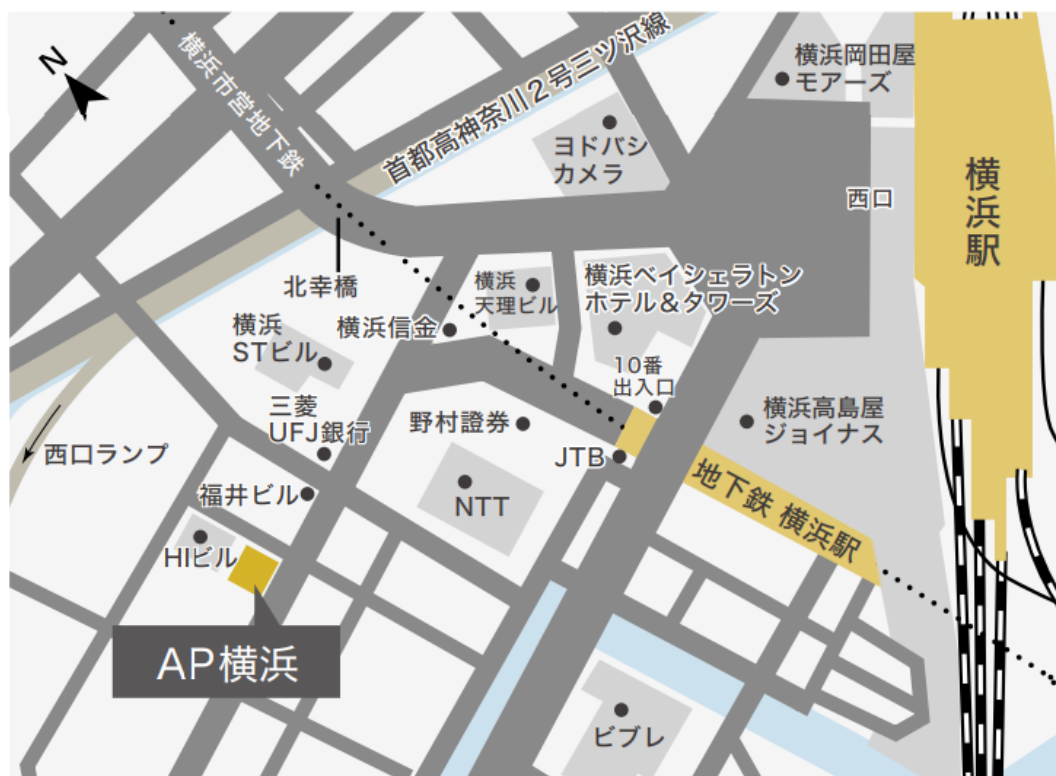 N
横浜市営地下鉄
首都高神奈川2号三ツ沢線
横浜岡田屋
モアーズ
ヨドバシ
カメラ
西口
横浜駅
北幸橋
横浜
天理ビル
横浜ベイシェラトン
ホテル&タワーズ
横浜
STビル
横浜信金
10番
出入口
三菱
UFJ銀行
野村證券
横浜高島屋
ジョイナス
西口ランプ
JTB
福井ビル
NTT
地下鉄 横浜駅
HIビル
AP横浜
ビブレ